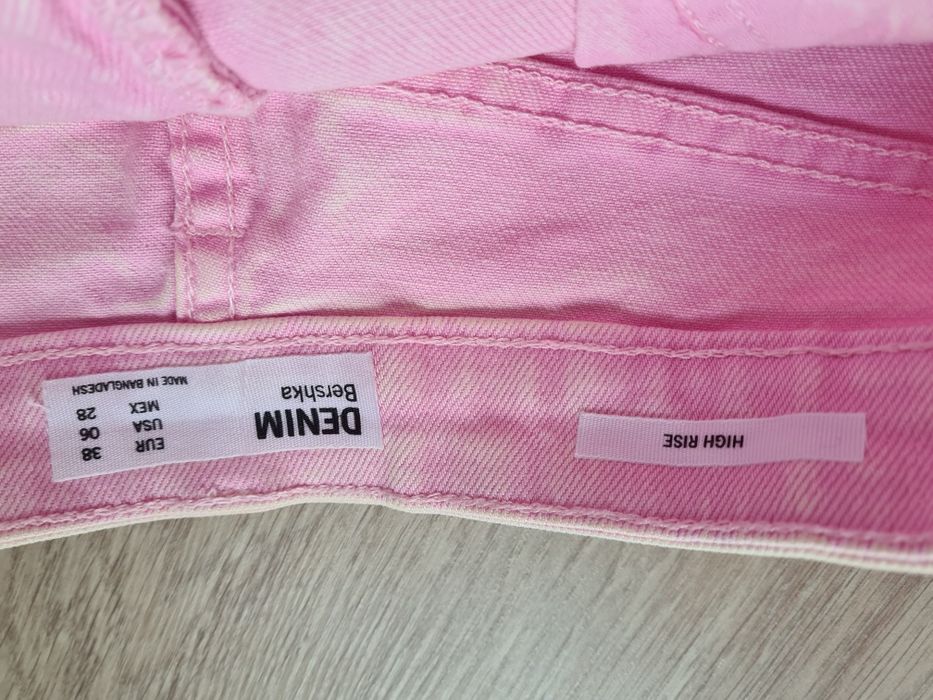 HIGH RISE
DENIM
Bershka
EUR 38
USA 06
MEX 28
MADE IN BANGLADESH